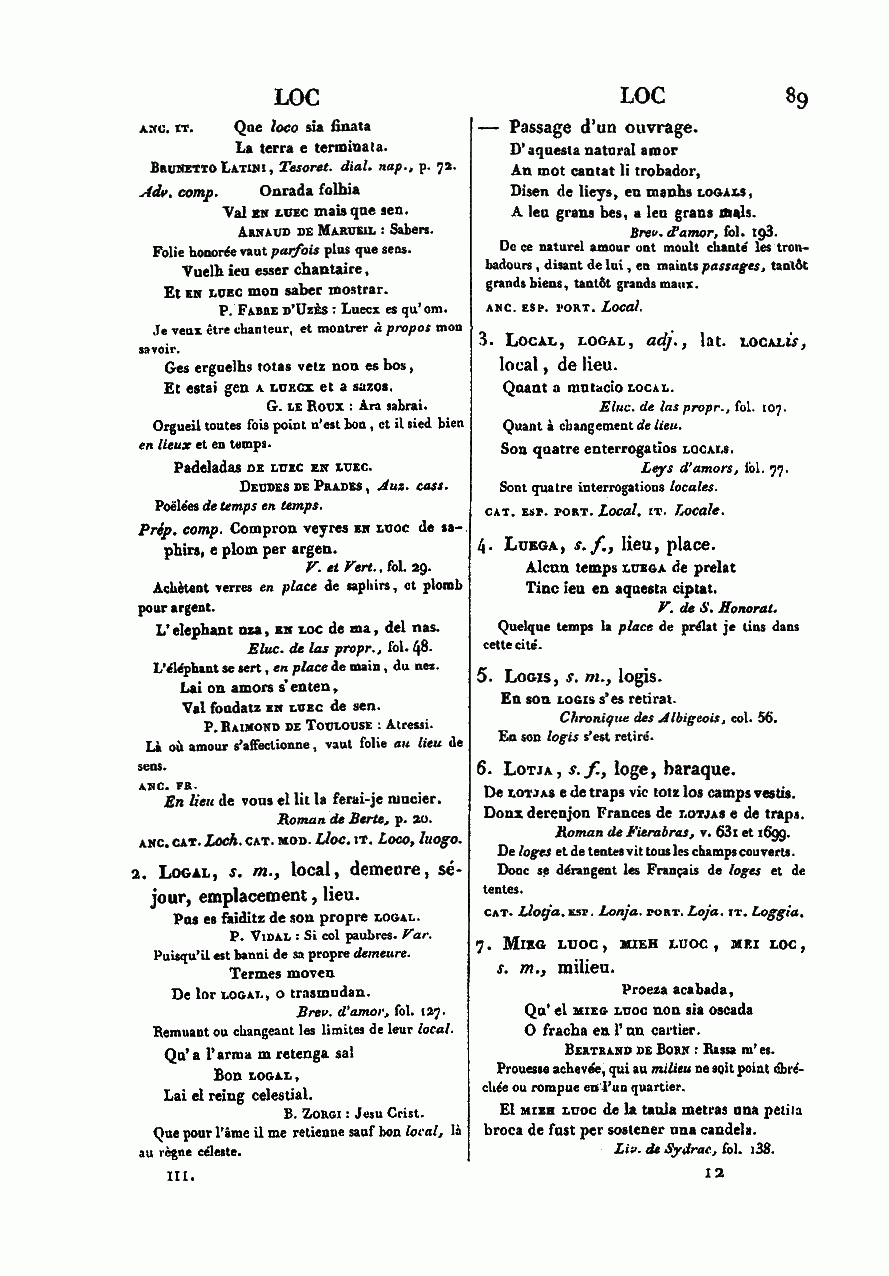 LOC
ANC. IT. Que loco sia finata
La terra e terminata.
BRUNETTO LATINI, Tesoret. dial. nap., p. 72.
Adv. comp. Onrada folhia
Val EN LUEC mais que sen.
ARNAUD DE MARUEIL : Sabers.
Folie honorée vaut parfois plus que sens.
Vuelh ieu esser chantaire,
Et EN LUEC mon saber mostrar.
P. FABRE D'UZÈS : Luecx es qu'om.
Je veux être chanteur, et montrer à propos mon
savoir.
Ges erguelhs totas vetz non es bos,
Et estai gen A LUECX et a sazos.
G. LE ROUX : Ara sabrai.
Orgueil toutes fois point n'est bon, et il sied bien
en lieux et en temps.
Padeladas DE LUEC EN LUEC.
DEUDES DE PRADES, Auz. cass.
Poëlées de temps en temps.
Prép. comp. Compron veyres EN LUOC de sa-
phirs, e plom per argen.
V. et Vert., fol. 29.
Achètent verres en place de saphirs, et plomb
pour argent.
L'elephant uza, EN LOC de ma, del nas.
Eluc. de las propr., fol. 48.
L'éléphant se sert, en place de main, du nez.
Lai on amors s'enten,
Val foudatz EN LUEC de sen.
P. RAIMOND DE TOULOUSE : Atressi.
Là où amour s'affectionne, vaut folie au lieu de
sens.
ANC. FR.
En lieu de vous el lit la ferai-je mucier.
Roman de Berte, p. 20.
ANC. CAT. Loch. CAT. MOD. Lloc. IT. Loco, luogo.
2. LOGAL, s. m., local, demeure, sé-
jour, emplacement, lieu.
Pus es faiditz de son propre LOGAL.
P. VIDAL : Si col paubres. Var.
Puisqu'il est banni de sa propre demeure.
Termes moven
De lor LOGAL, o trasmudan.
Brev. d'amor, fol. 127.
Remuant ou changeant les limites de leur local.
Qu'a l'arma m retenga sal
Bon LOGAL,
Lai el reing celestial.
B. ZORGI : Jesu Crist.
Que pour l'âme il me retienne sauf bon local, là
au règne céleste.
III.
LOC 89
— Passage d'un ouvrage.
D'aquesta natural amor
An mot cantat li trobador,
Disen de lieys, en manhs LOGALS,
A leu grans bes, a leu grans mals.
Brev. d'amor, fol. 193.
De ce naturel amour ont moult chanté les trou-
badours, disant de lui, en maints passages, tantôt
grands biens, tantôt grands maux.
ANC. ESP. PORT. Local.
3. LOCAL, LOGAL, adj., lat. LOCALis,
local, de lieu.
Quant a mutacio LOCAL.
Eluc. de las propr., fol. 107.
Quant à changement de lieu.
Son quatre enterrogatios LOCALS.
Leys d'amors, fol. 77.
Sont quatre interrogations locales.
CAT. ESP. PORT. Local. IT. Locale.
4. LUEGA, s. f., lieu, place.
Alcun temps LUEGA de prelat
Tinc ieu en aquesta ciptat.
V. de S. Honorat.
Quelque temps la place de prélat je tins dans
cette cité.
5. LOGIS, s. m., logis.
En son LOGIS s'es retirat.
Chronique des Albigeois, col. 56.
En son logis s'est retiré.
6. LOTJA, s. f., loge, baraque.
De LOTJAS e de traps vic totz los camps vestis.
Donx derenjon Frances de LOTJAS e de traps.
Roman de Fierabras, v. 631 et 1699.
De loges et de tentes vit tous les champs couverts.
Donc se dérangent les Français de loges et de
tentes.
CAT. Llotja. ESP. Lonja. PORT. Loja. IT. Loggia.
7. MIEG LUOC, MIEH LUOC, MEI LOC,
s. m., milieu.
Proeza acabada,
Qu'el MIEG LUOC non sia oscada
O fracha en l'un cartier.
BERTRAND DE BORN : Rassa m'es.
Prouesse achevée, qui au milieu ne soit point ébré-
chée ou rompue en l'un quartier.
El MIEH LUOC de la taula metras una petita
broca de fust per sostener una candela.
Liv. de Sydrac, fol. 138.
12